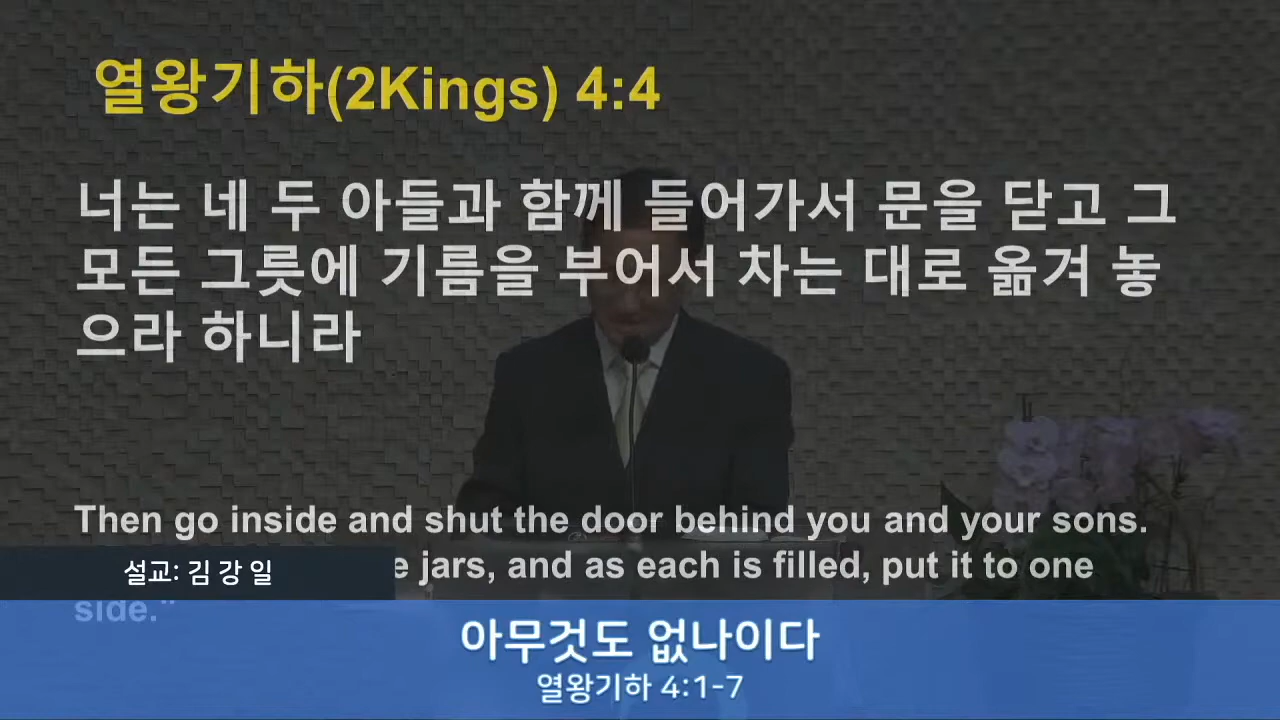 열왕기하(2Kings) 4:4
너는 네 두 아들과 함께 들어가서 문을 닫고 그
모든 그릇에 기름을 부어서 차는 대로 옮겨 놓
으라 하니라
Then go inside and shut the door behind you and your sons.
jars, and as each is filled, put it to one
side."
설교: 김 강 일
아무것도 없나이다
열왕기하 4:1-7